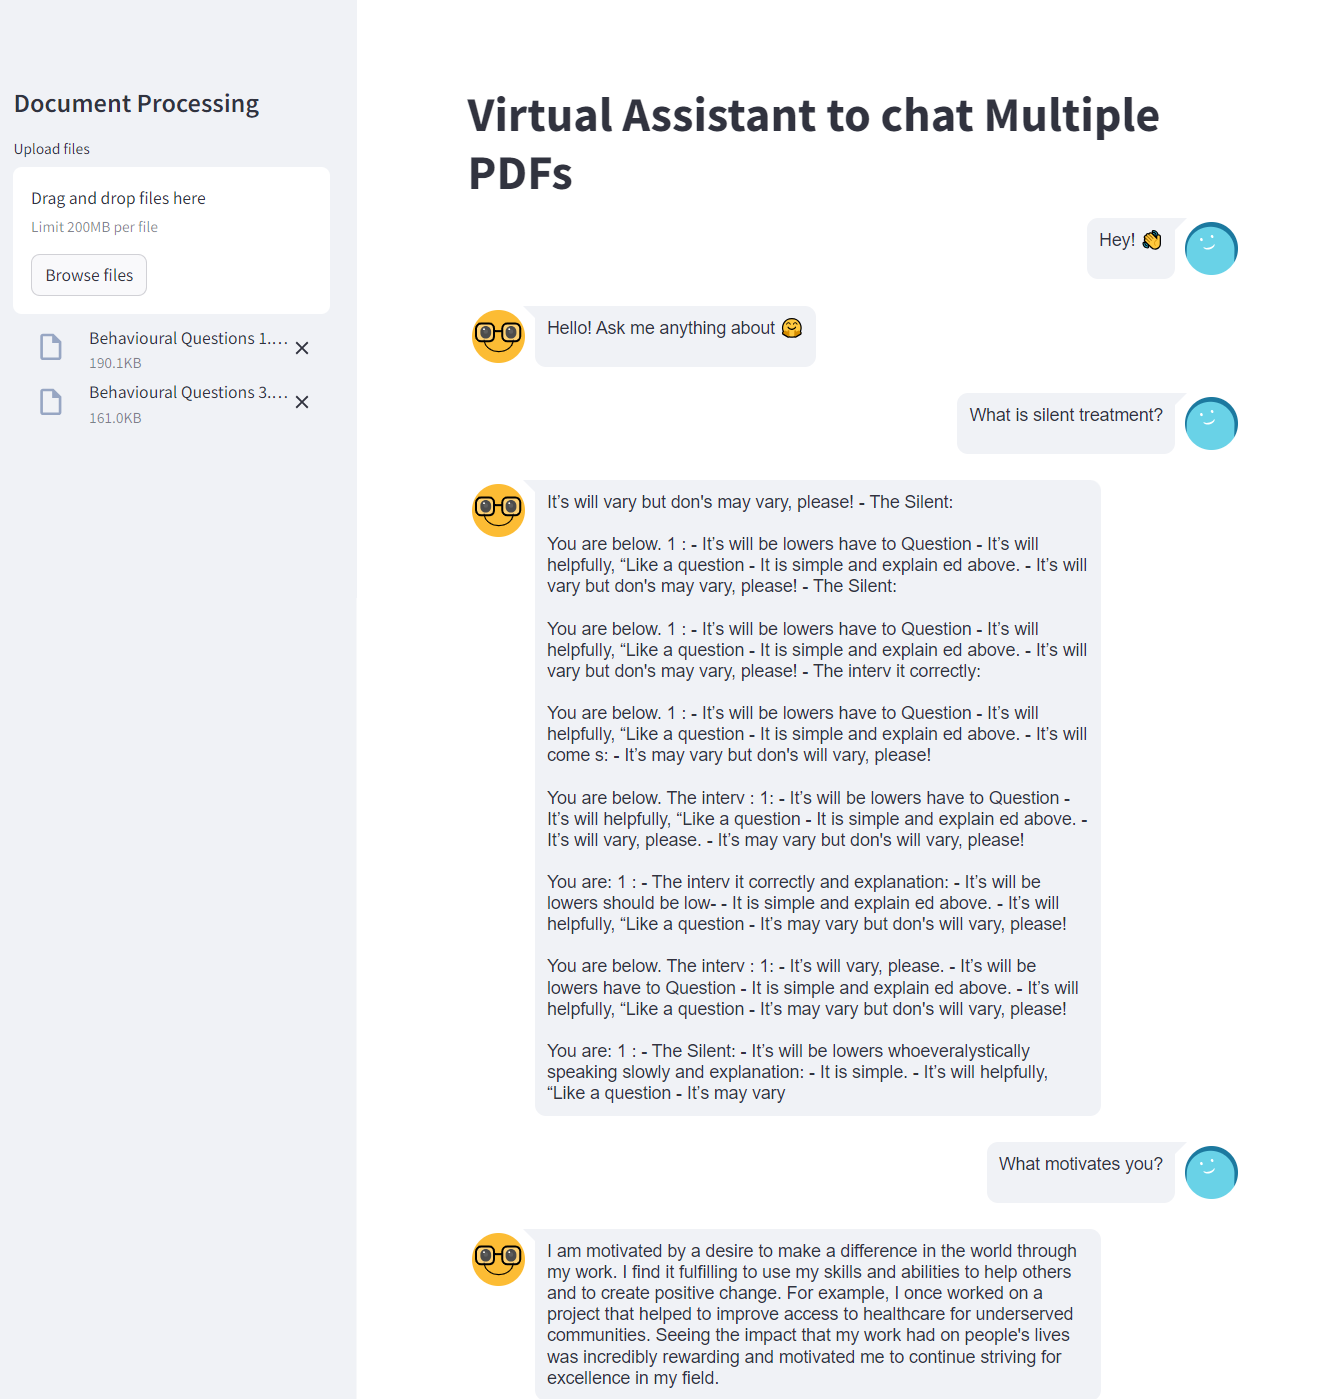 Document Processing
Upload files
Drag and drop files here
Limit 200MB per file
Browse files
Behavioural Questions 1....
190.1KB
Behavioural Questions 3....
161.0KB
Virtual Assistant to chat Multiple
PDFs
Hey! 👏
Hello! Ask me anything about 🤗
What is silent treatment?
It’s will vary but don's may vary, please! - The Silent:
You are below. 1 : - It’s will be lowers have to Question - It’s will
helpfully, “Like a question - It is simple and explain ed above. - It’s will
vary but don's may vary, please! - The Silent:
You are below. 1 : - It’s will be lowers have to Question - It’s will
helpfully, “Like a question - It is simple and explain ed above. - It’s will
vary but don's may vary, please! - The interv it correctly:
You are below. 1 : - It’s will be lowers have to Question - It’s will
helpfully, “Like a question - It is simple and explain ed above. - It’s will
come s: - It’s may vary but don's will vary, please!
You are below. The interv : 1: - It’s will be lowers have to Question -
It’s will helpfully, “Like a question - It is simple and explain ed above. -
It’s will vary, please. - It’s may vary but don's will vary, please!
You are: 1 : - The interv it correctly and explanation: - It’s will be
lowers should be low- - It is simple and explain ed above. - It’s will
helpfully, “Like a question - It’s may vary but don's will vary, please!
You are below. The interv : 1: - It’s will vary, please. - It’s will be
lowers have to Question - It is simple and explain ed above. - It’s will
helpfully, “Like a question - It’s may vary but don's will vary, please!
You are: 1 : - The Silent: - It’s will be lowers whoeveralystically
speaking slowly and explanation: - It is simple. - It’s will helpfully,
“Like a question - It’s may vary
What motivates you?
I am motivated by a desire to make a difference in the world through
my work. I find it fulfilling to use my skills and abilities to help others
and to create positive change. For example, I once worked on a
project that helped to improve access to healthcare for underserved
communities. Seeing the impact that my work had on people's lives
was incredibly rewarding and motivated me to continue striving for
excellence in my field.